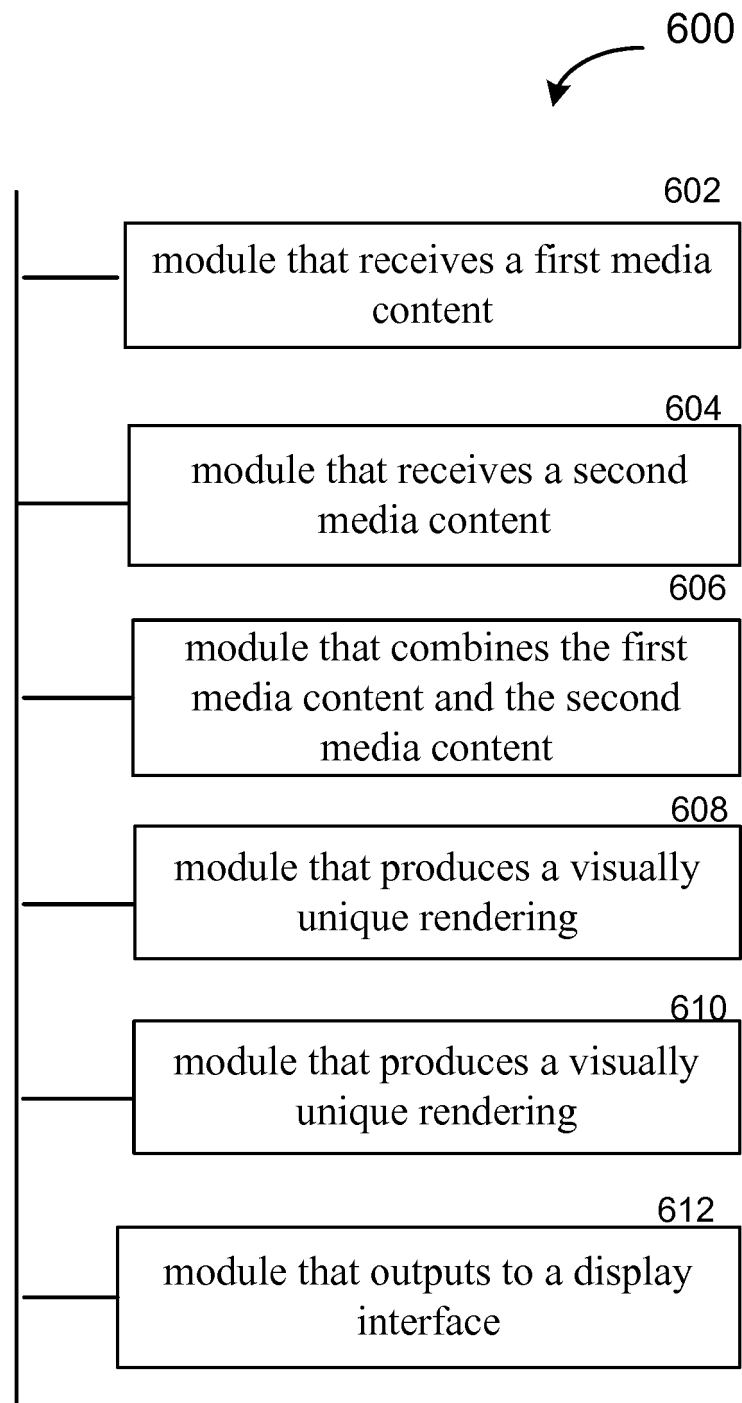 600
602
module that receives a first media
content
604
module that receives a second
media content
606
module that combines the first
media content and the second
media content
608
module that produces a visually
unique rendering
610
module that produces a visually
unique rendering
612
module that outputs to a display
interface